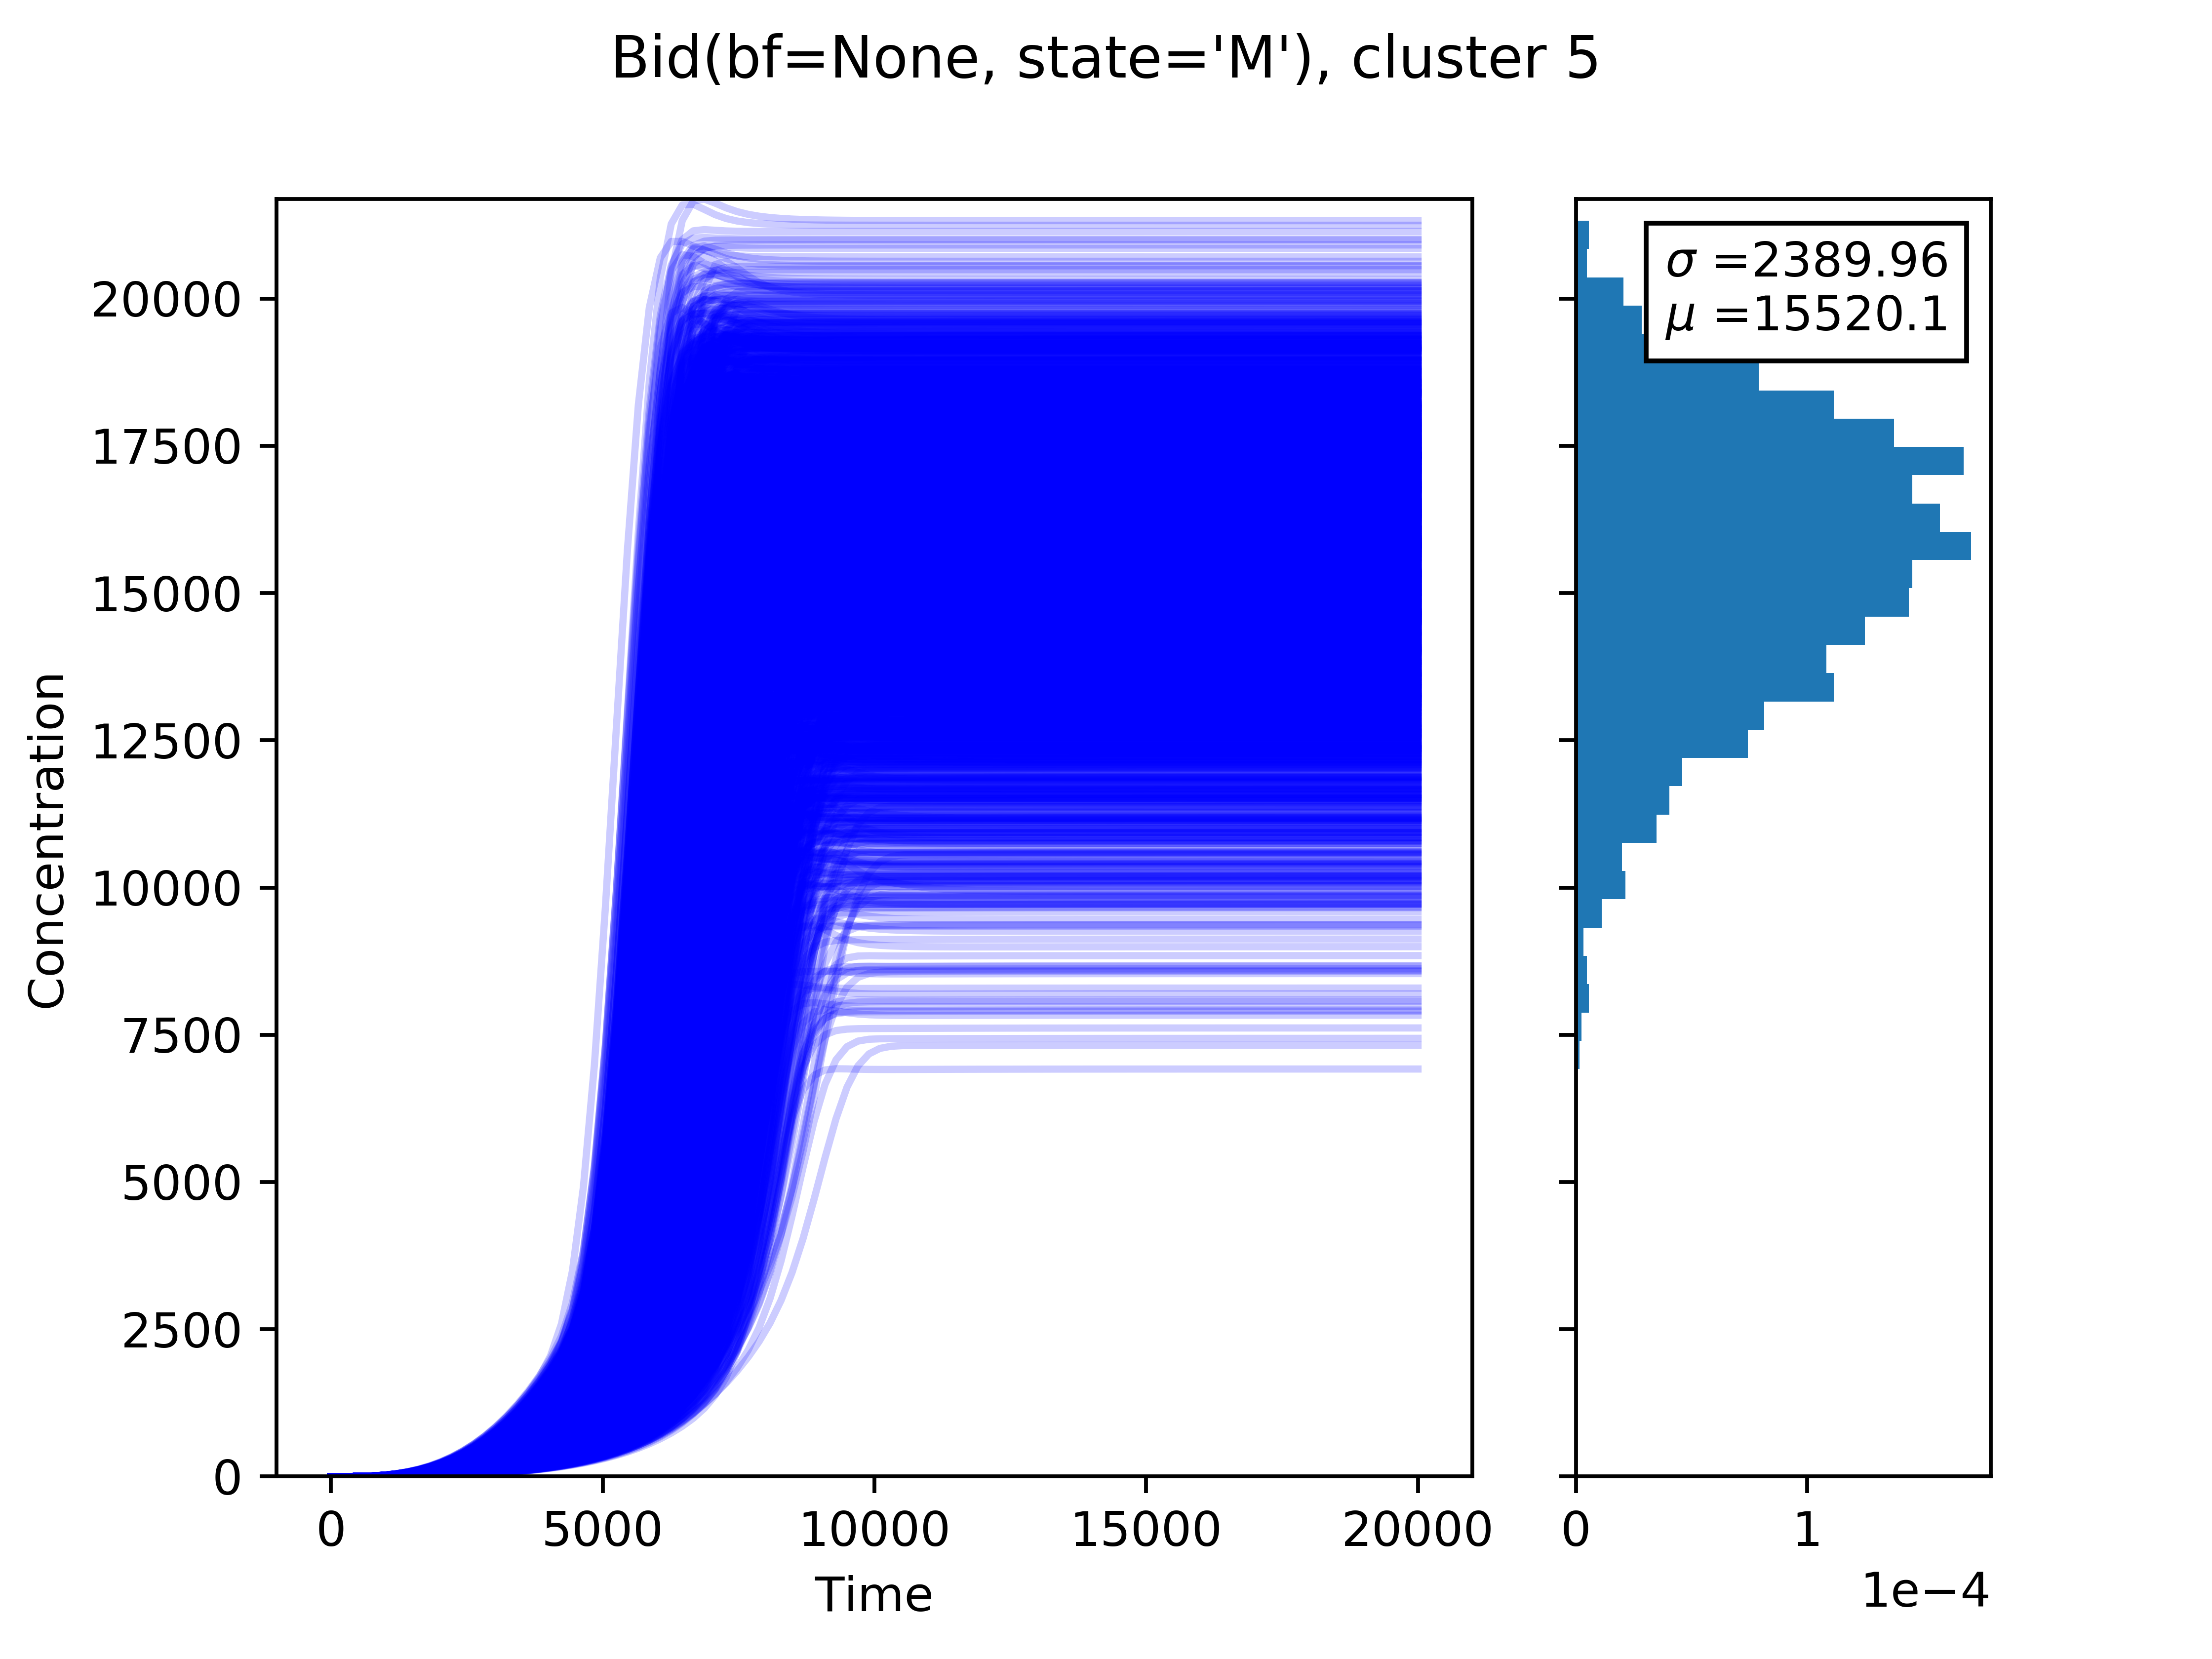 Bid(bf=None, state='M'), cluster 5
σ =2389.96
μ =15520.1
20000
17500
15000
12500
10000
7500
5000
2500
0
Concentration
0 5000 10000 15000 20000
Time
0 1
1e−4